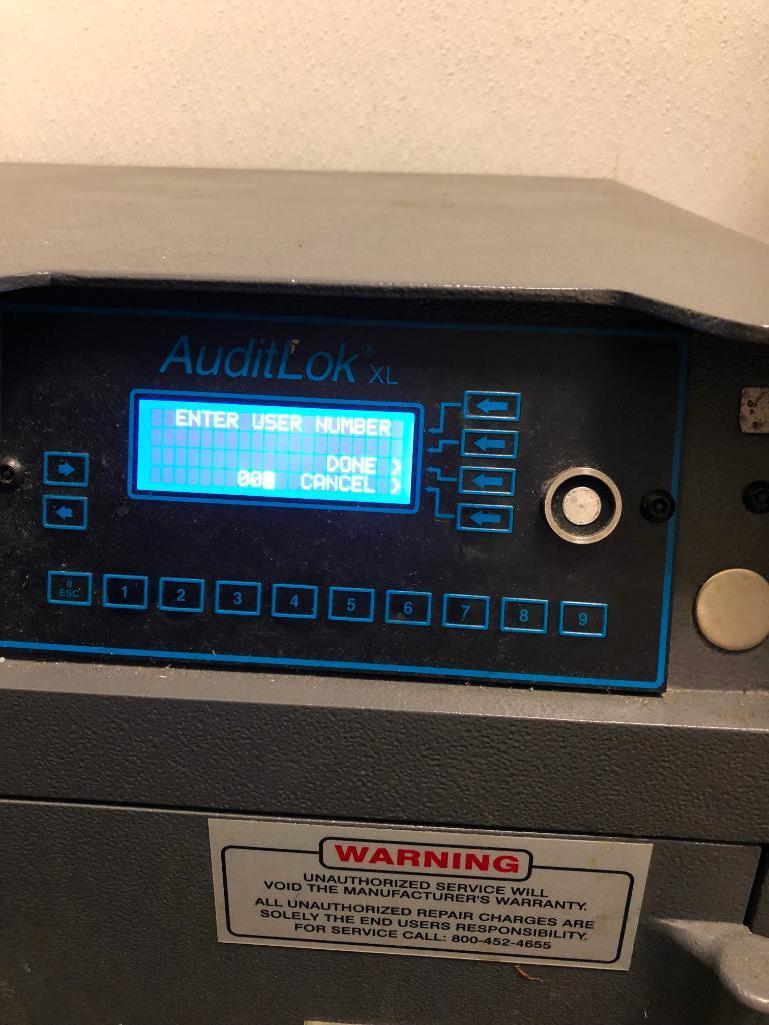 AuditLok® XL
ENTER USER NUMBER
DONE >
00 CANCEL >
0 ESC 1 2 3 4 5 6 7 8 9
WARNING
UNAUTHORIZED SERVICE WILL
VOID THE MANUFACTURER'S WARRANTY.
ALL UNAUTHORIZED REPAIR CHARGES ARE
SOLELY THE END USERS RESPONSIBILITY.
FOR SERVICE CALL: 800-452-4655